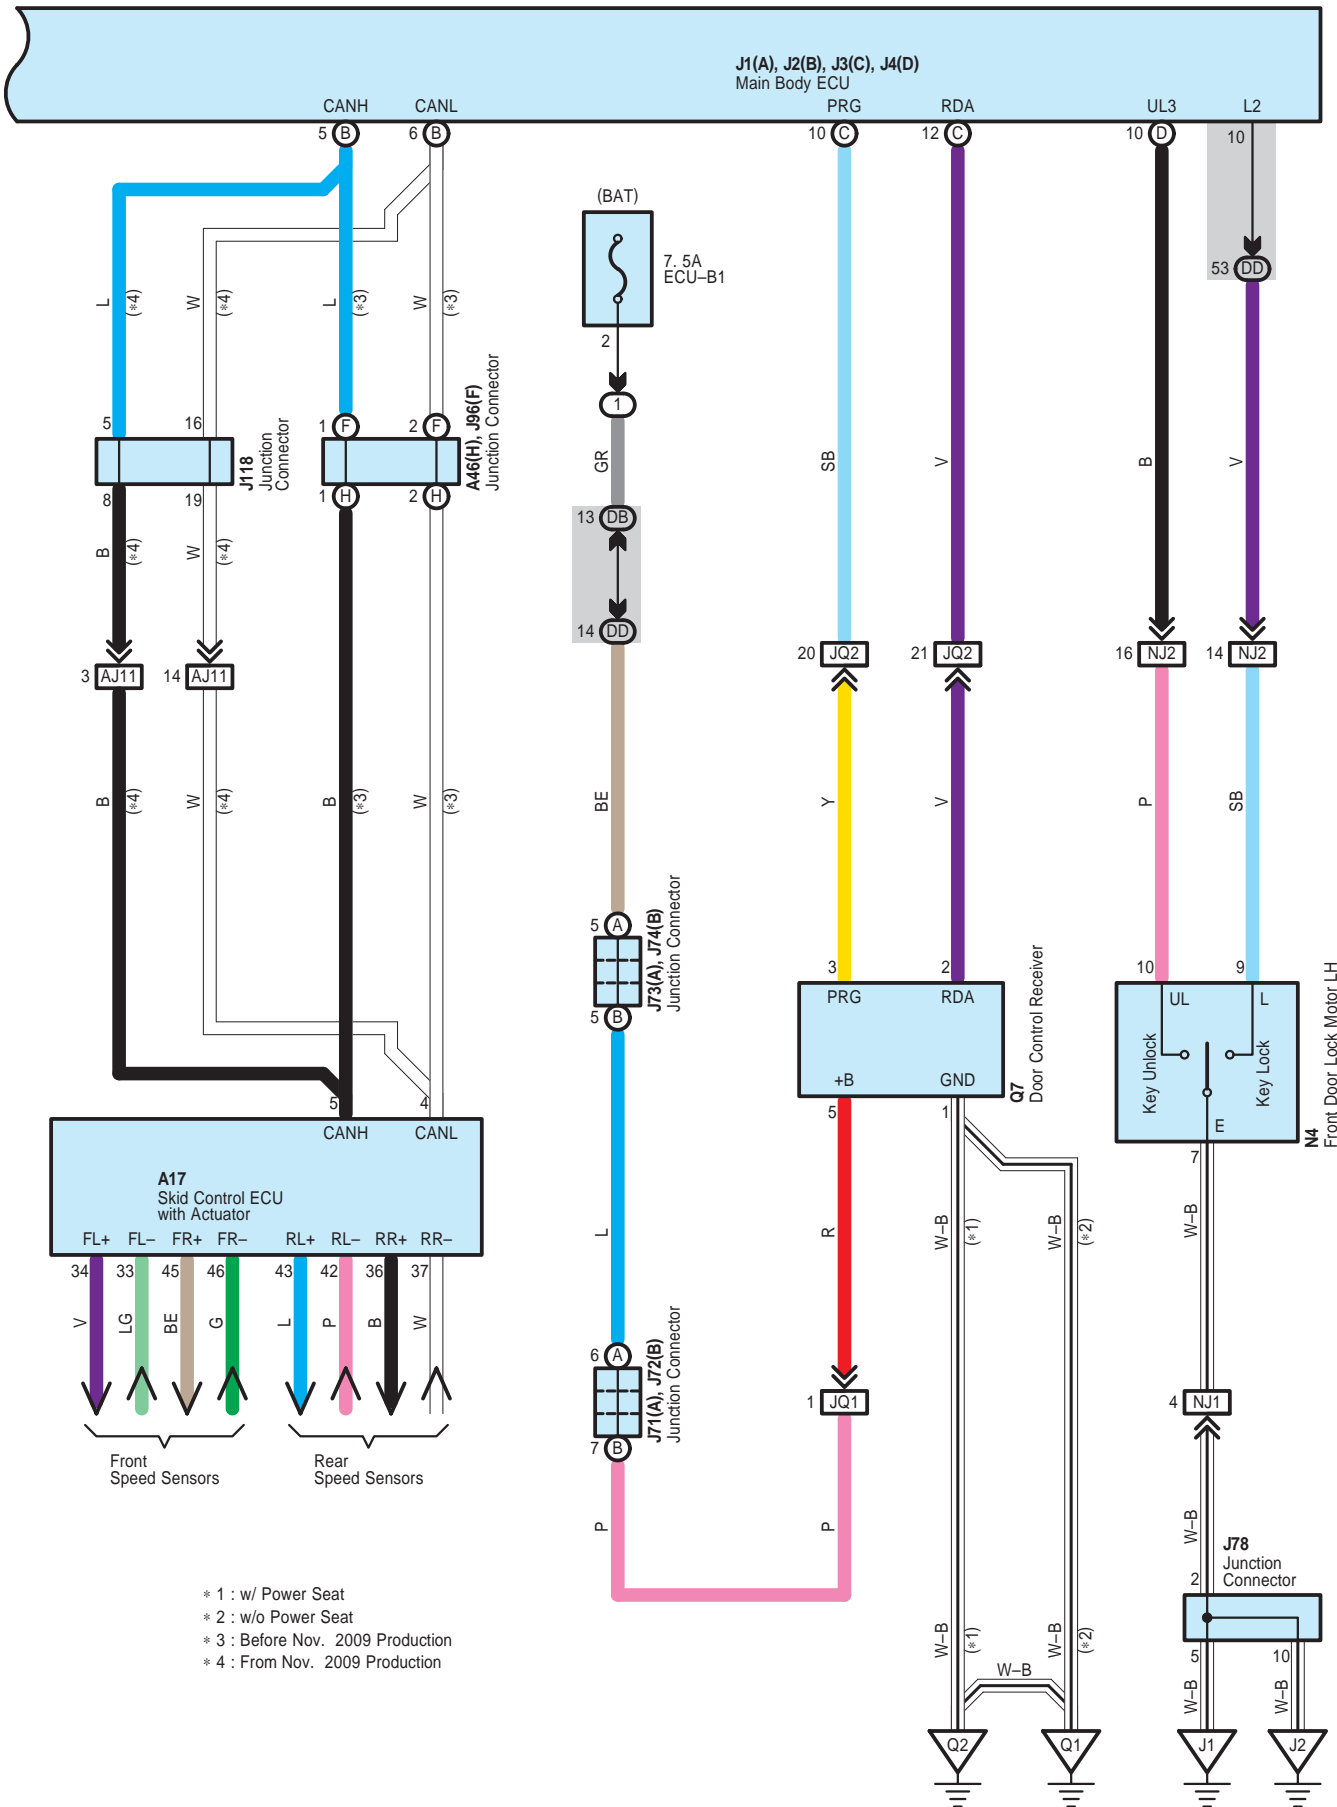 J1(A), J2(B), J3(C), J4(D)
Main Body ECU
CANH CANL PRG RDA UL3 L2
5 B 6 B 10 C 12 C 10 D 10
(BAT)
7. 5A
ECU–B1
53 DD
L (*4) W (*4) L (*3) W (*3)
2
1
5 16 1 F 2 F
J118
Junction
Connector
A46(H), J96(F)
Junction Connector
GR SB V B V
8 19 1 H 2 H
13 DB
B (*4) W (*4)
14 DD
20 JQ2 21 JQ2 16 NJ2 14 NJ2
3 AJ11 14 AJ11
B (*4) W (*4) B (*3) W (*3) BE Y V P SB
5 A
J73(A), J74(B)
Junction Connector
5 B
3 2 10 9
PRG RDA UL L
Key Unlock Key Lock
+B GND E
Q7
Door Control Receiver
N4
Front Door Lock Motor LH
5 4 5 1 7
CANH CANL
A17
Skid Control ECU
with Actuator
FL+ FL– FR+ FR– RL+ RL– RR+ RR–
34 33 45 46 43 42 36 37
V LG BE G L P B W
L R W–B (*1) W–B (*2) W–B
6 A
J71(A), J72(B)
Junction Connector
7 B
1 JQ1 4 NJ1
Front
Speed Sensors
Rear
Speed Sensors
P P W–B
J78
Junction
Connector
2
* 1 : w/ Power Seat
* 2 : w/o Power Seat
* 3 : Before Nov. 2009 Production
* 4 : From Nov. 2009 Production
W–B (*1) W–B (*2)
W–B
5 10
W–B W–B
Q2 Q1 J1 J2